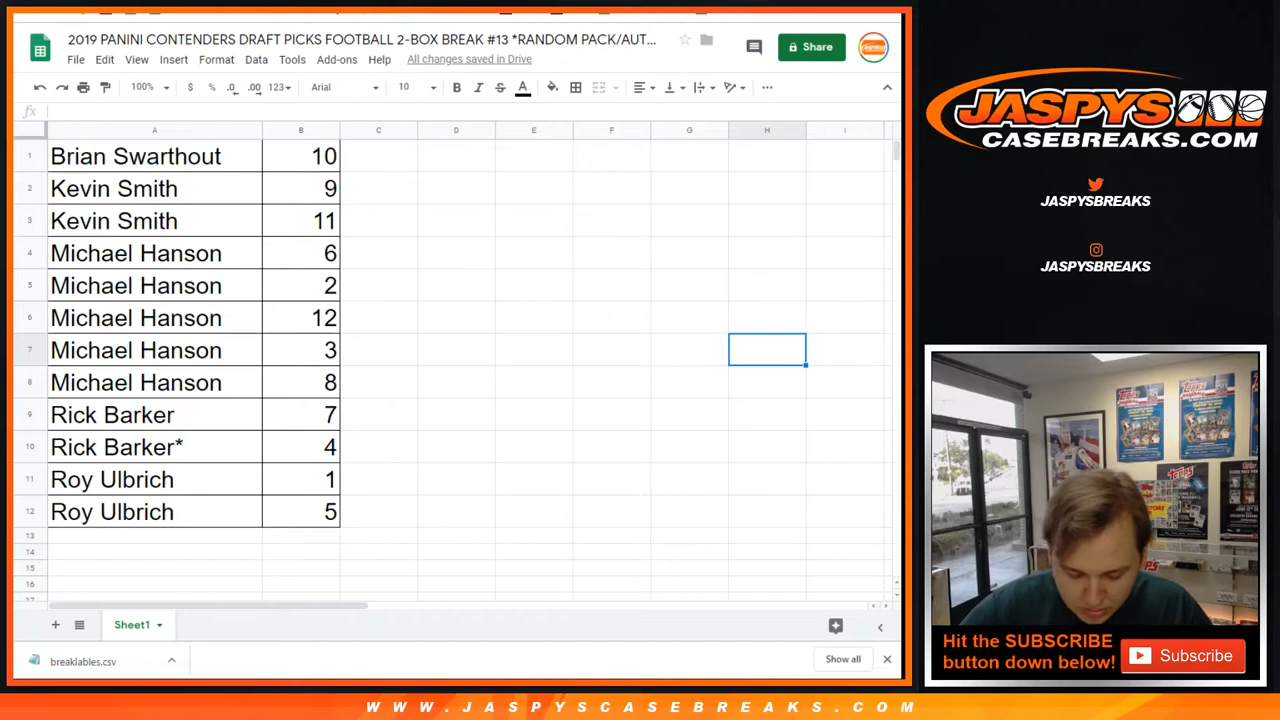 2019 PANINI CONTENDERS DRAFT PICKS FOOTBALL 2-BOX BREAK #13 *RANDOM PACK/AUT...
Share
File Edit View Insert Format Data Tools Add-ons Help All changes saved in Drive
100% $ % .0 .00 123 Arial 10 B I S A
fx
A B C D E F G H I
1 Brian Swarthout 10
2 Kevin Smith 9
3 Kevin Smith 11
4 Michael Hanson 6
5 Michael Hanson 2
6 Michael Hanson 12
7 Michael Hanson 3
8 Michael Hanson 8
9 Rick Barker 7
10 Rick Barker* 4
11 Roy Ulbrich 1
12 Roy Ulbrich 5
13
14
15
16
17
Sheet1
breaklables.csv
Show all
JASPYS
CASEBREAKS.COM
JASPYSBREAKS
JASPYSBREAKS
Topps
Topps
Topps
Hit the SUBSCRIBE
button down below!
Subscribe
WWW.JASPYSCASEBREAKS.COM